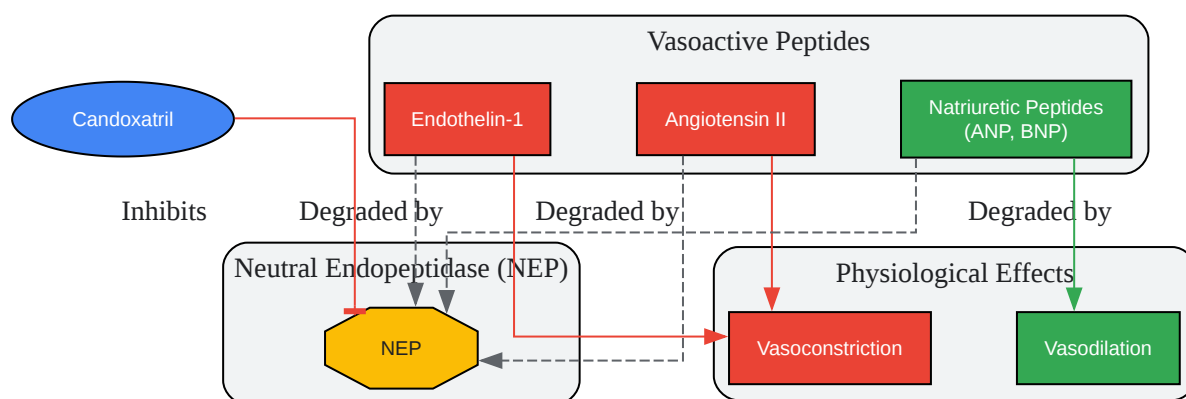 Vasoactive Peptides
Candoxatril
Endothelin-1
Angiotensin II
Natriuretic Peptides
(ANP, BNP)
Inhibits
Degraded by
Degraded by
Degraded by
Neutral Endopeptidase (NEP)
Physiological Effects
NEP
Vasoconstriction
Vasodilation